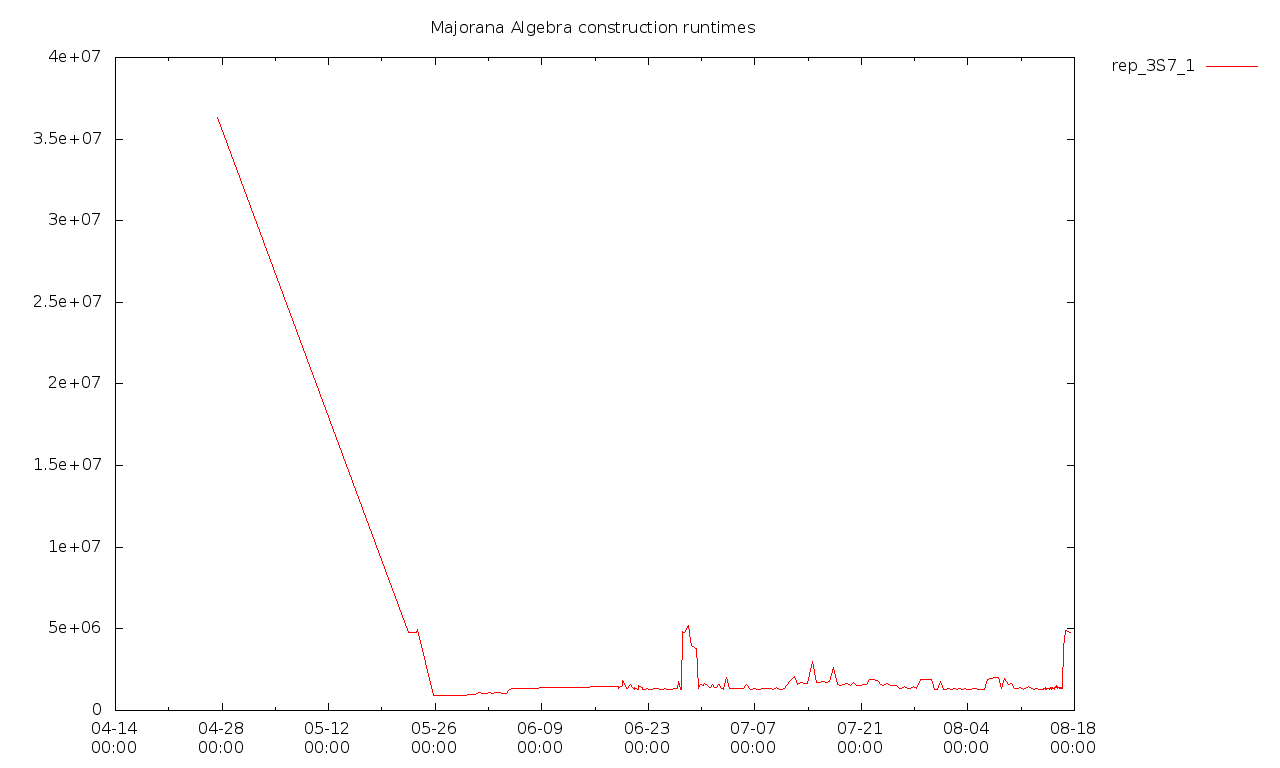 Majorana Algebra construction runtimes
rep_3S7_1
4e+07
3.5e+07
3e+07
2.5e+07
2e+07
1.5e+07
1e+07
5e+06
0
04-14 04-28 05-12 05-26 06-09 06-23 07-07 07-21 08-04 08-18
00:00 00:00 00:00 00:00 00:00 00:00 00:00 00:00 00:00 00:00